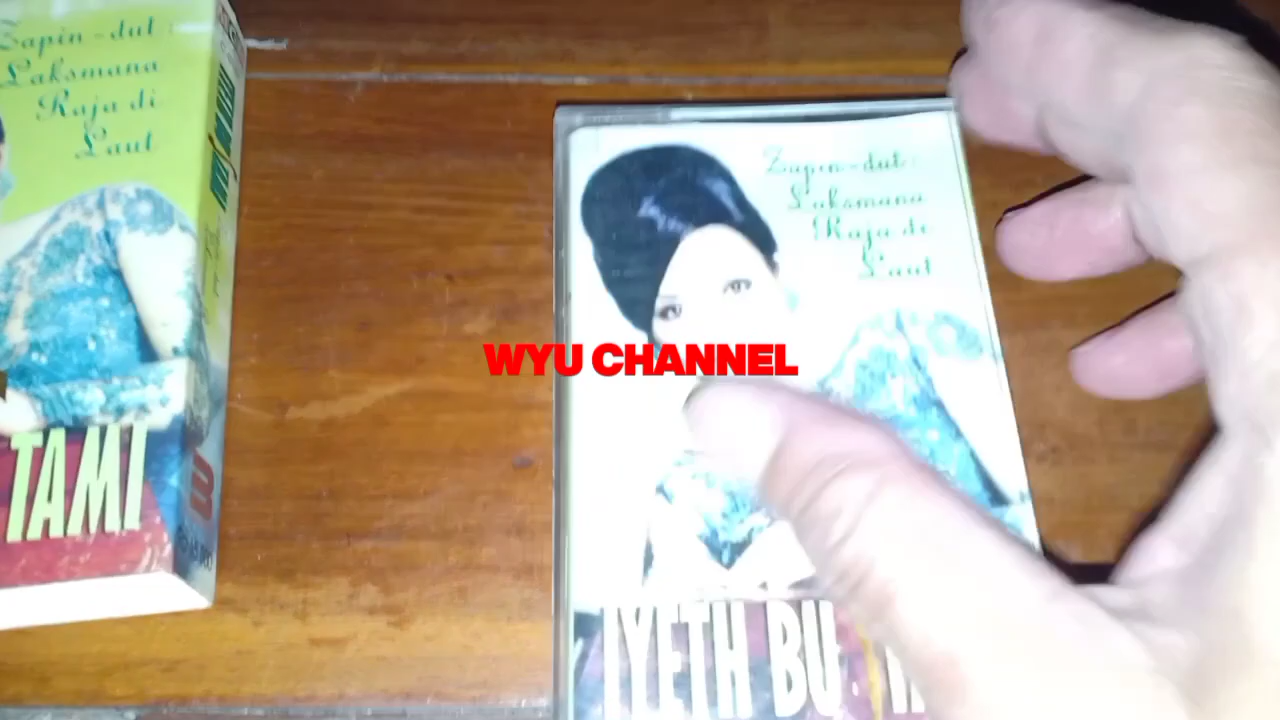 Zapin-dut :
Laksmana
Raja di
Laut
TAMI
Zapin-dut :
Laksmana
Raja di
Laut
WYU CHANNEL
IYETH BU